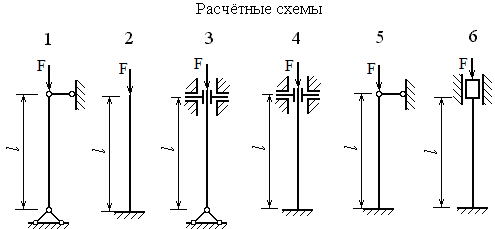 Расчётные схемы
1 2 3 4 5 6
F F F F F F
l l l l l l